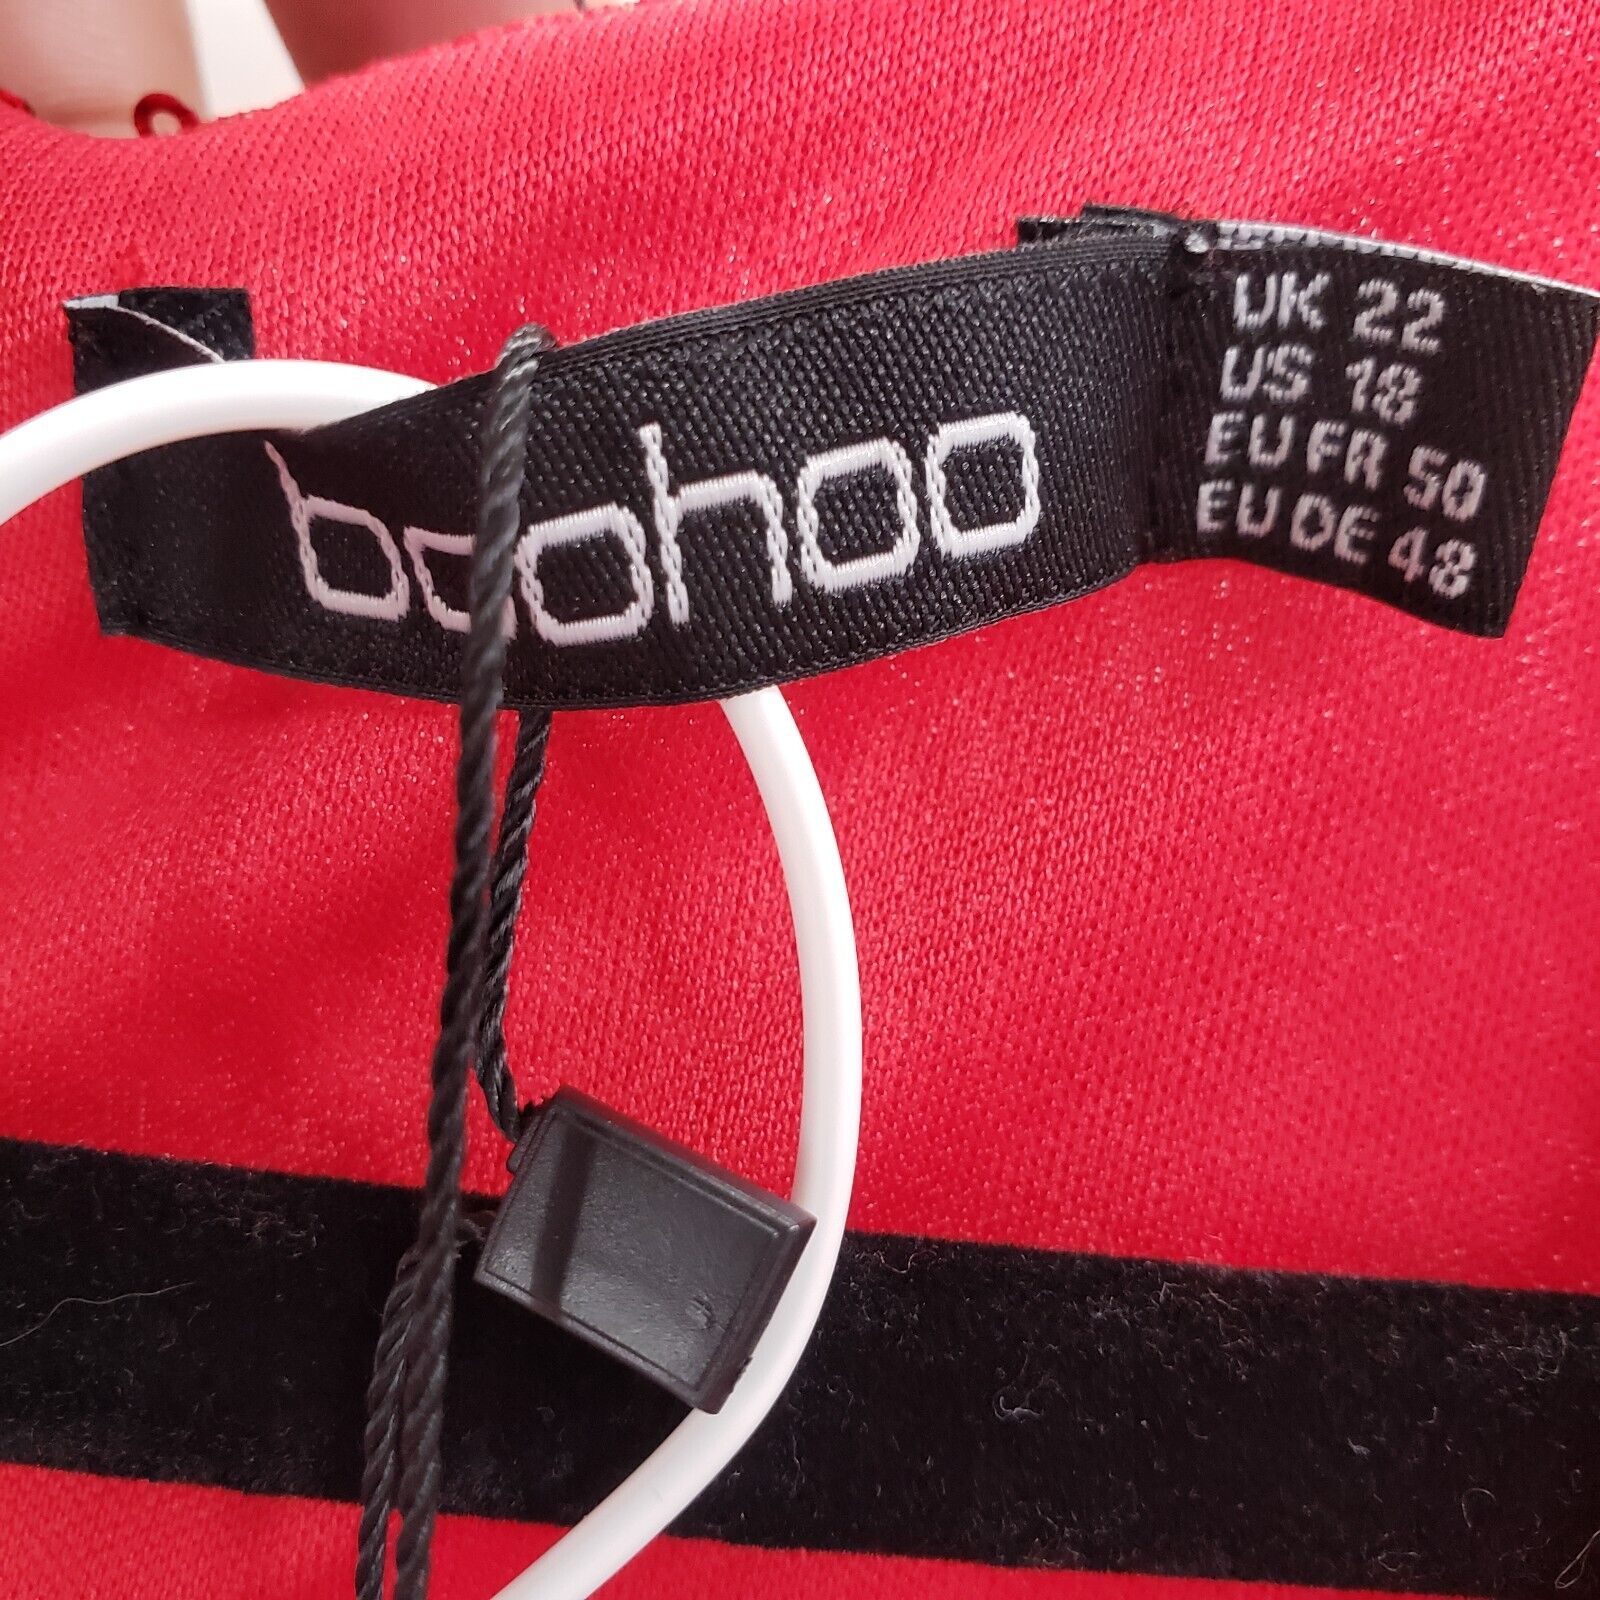 boohoo
UK 22
US 18
EU FR 50
EU DE 48